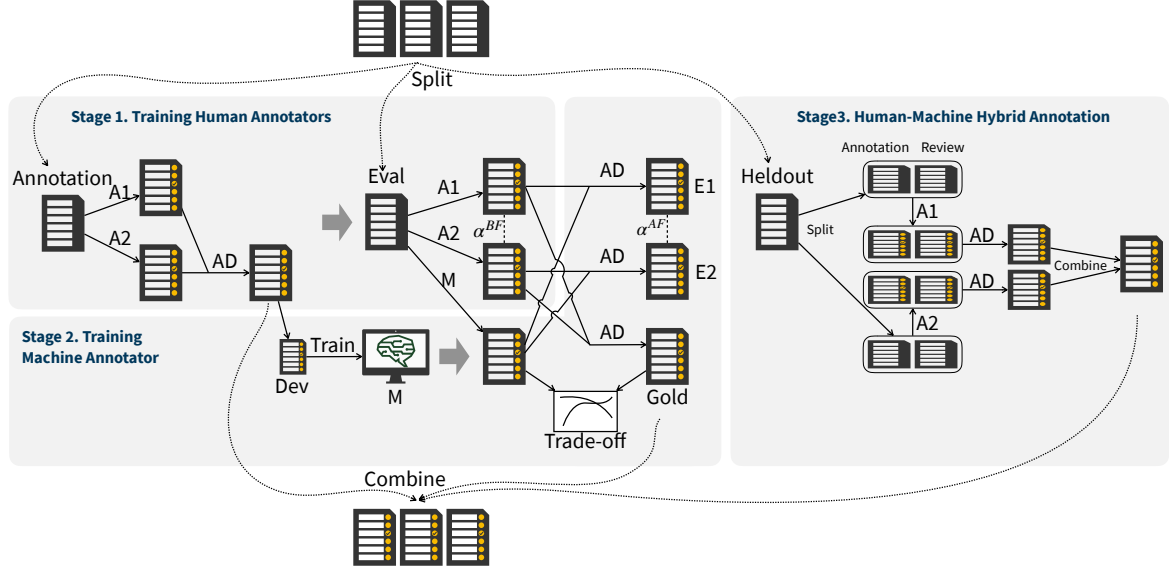 Split
Stage 1. Training Human Annotators
Annotation
A1
A2
AD
Eval
A1
α^BF
A2
M
AD
E1
α^AF
AD
E2
AD
Gold
Stage 2. Training
Machine Annotator
Dev
Train
M
Trade-off
Stage3. Human-Machine Hybrid Annotation
Annotation
Review
Heldout
Split
A1
AD
AD
Combine
A2
Combine